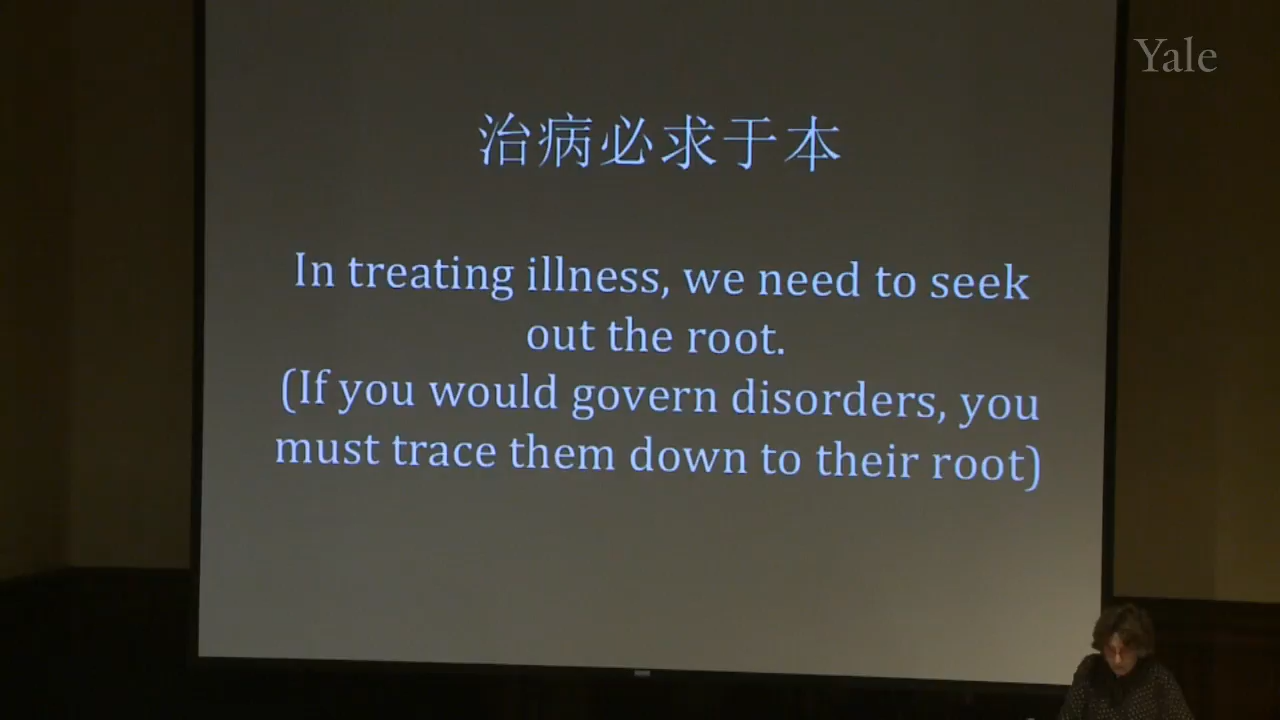 Yale
治病必求于本
In treating illness, we need to seek
out the root.
(If you would govern disorders, you
must trace them down to their root)